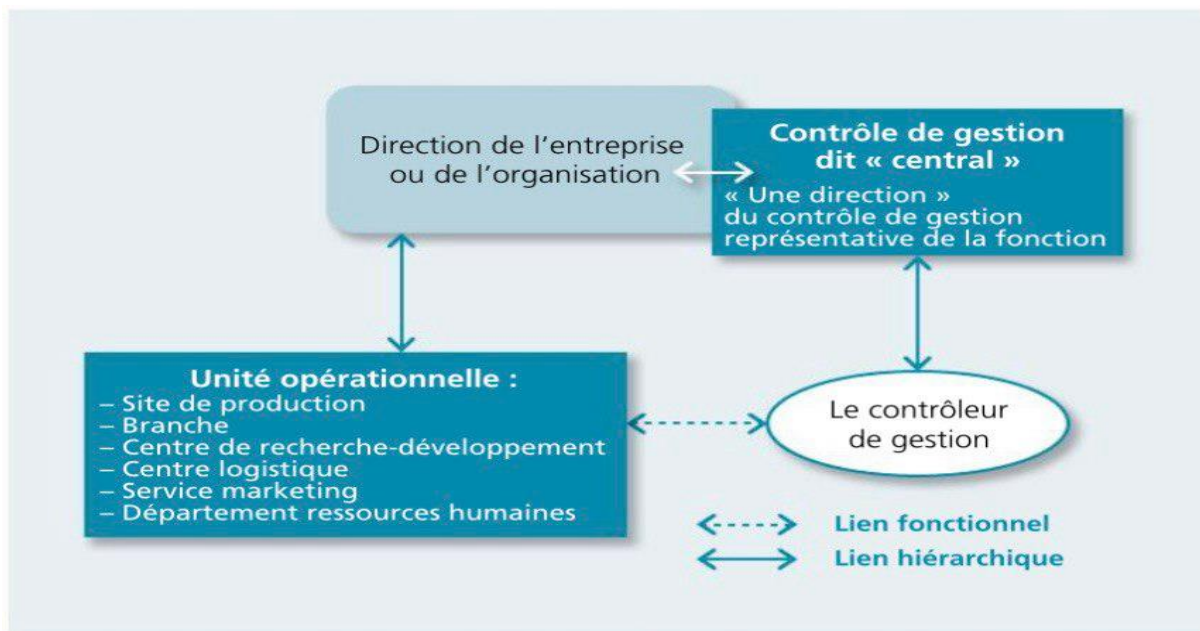 Direction de l’entreprise
ou de l’organisation
Contrôle de gestion
dit « central »
« Une direction »
du contrôle de gestion
représentative de la fonction
Unité opérationnelle :
– Site de production
– Branche
– Centre de recherche-développement
– Centre logistique
– Service marketing
– Département ressources humaines
Le contrôleur
de gestion
Lien fonctionnel
Lien hiérarchique